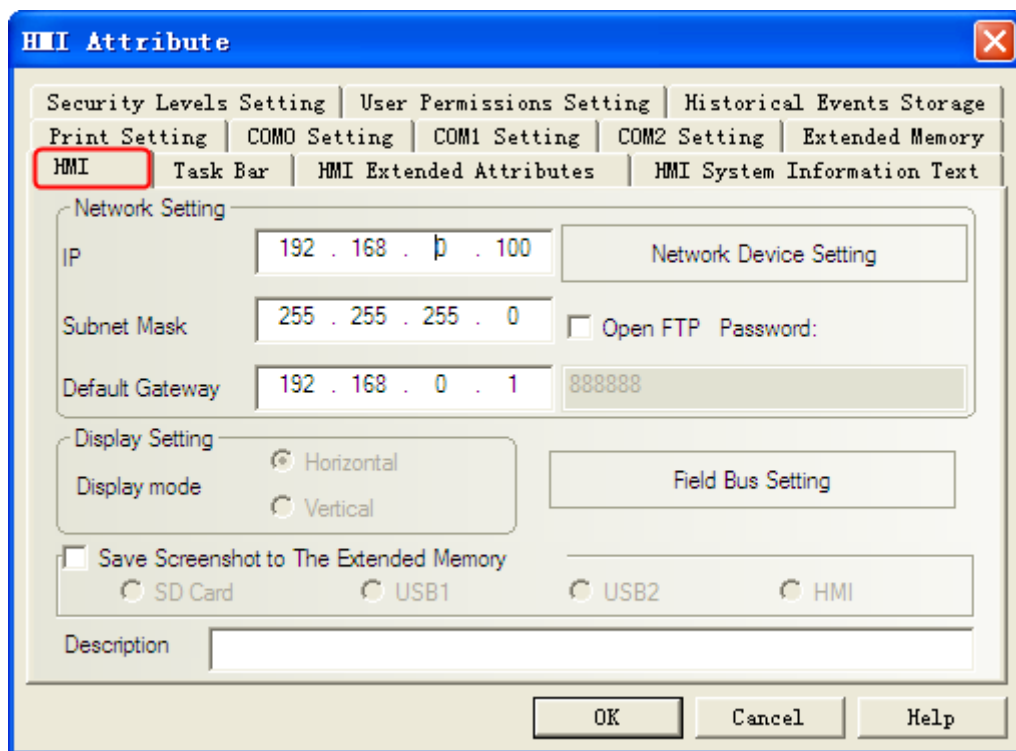 HMI Attribute
Security Levels Setting User Permissions Setting Historical Events Storage
Print Setting COM0 Setting COM1 Setting COM2 Setting Extended Memory
HMI Task Bar HMI Extended Attributes HMI System Information Text
Network Setting
IP 192 . 168 . 0 . 100 Network Device Setting
Subnet Mask 255 . 255 . 255 . 0 Open FTP Password:
Default Gateway 192 . 168 . 0 . 1 888888
Display Setting
Display mode
Horizontal
Vertical
Field Bus Setting
Save Screenshot to The Extended Memory
SD Card USB1 USB2 HMI
Description
OK Cancel Help